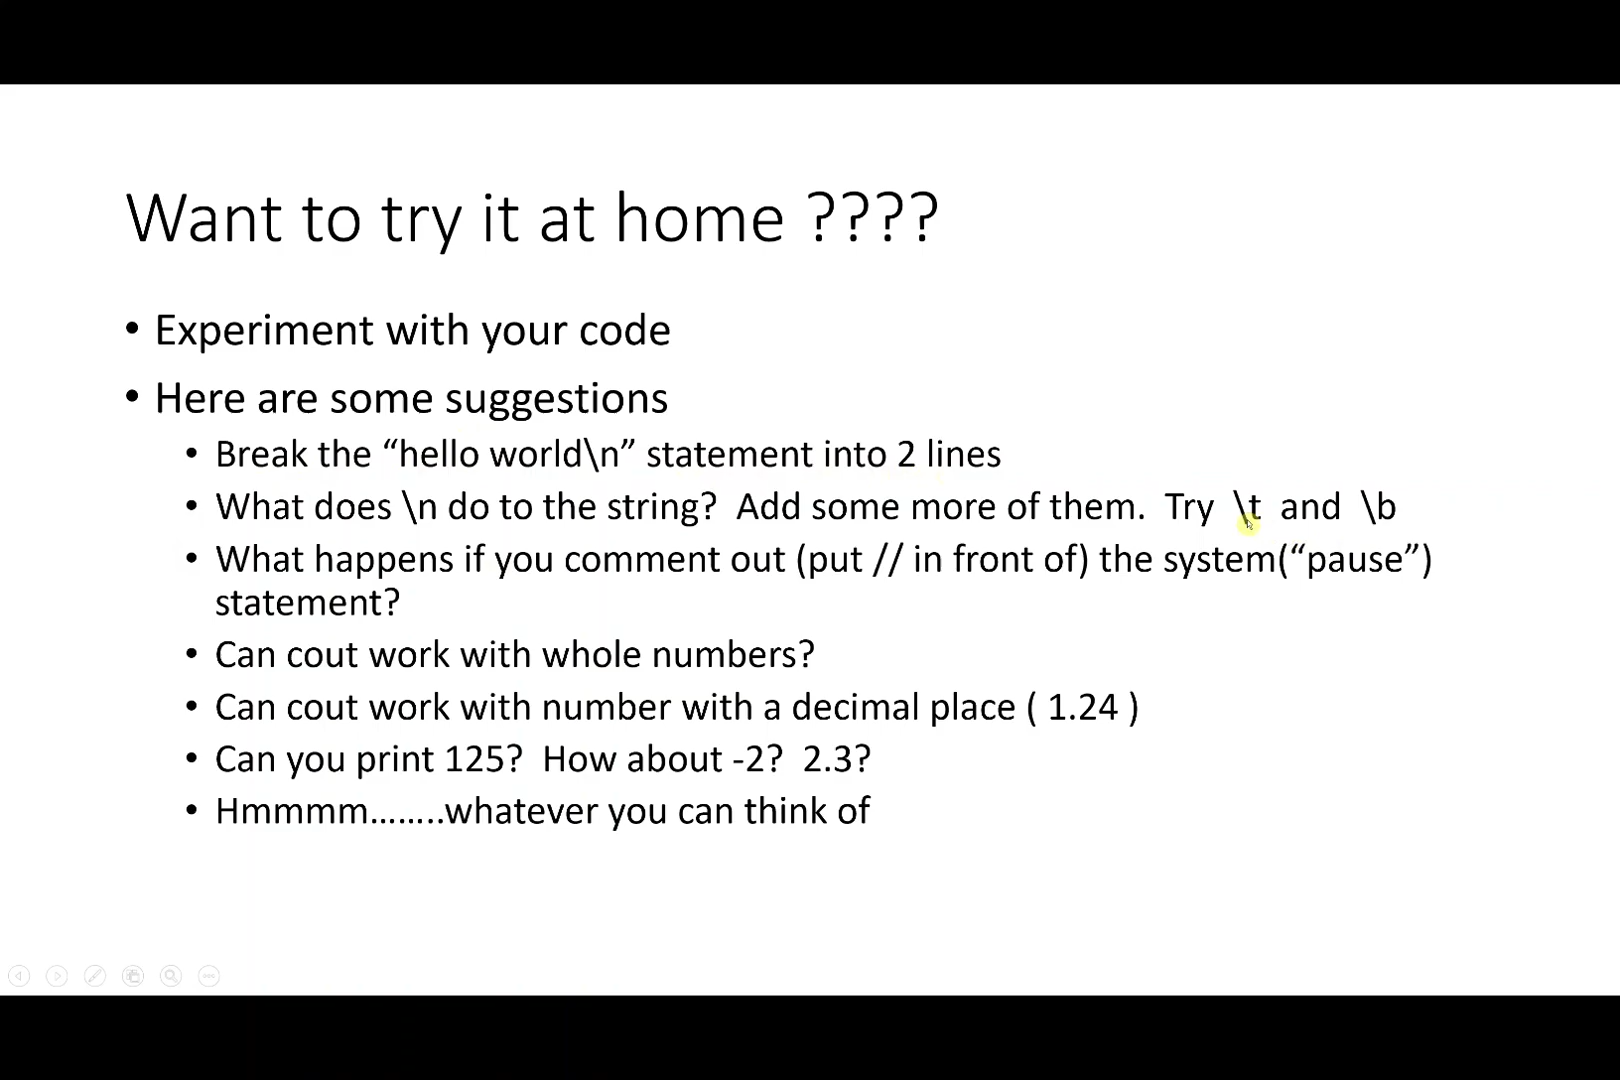 Want to try it at home ????
• Experiment with your code
• Here are some suggestions
• Break the “hello world\n” statement into 2 lines
• What does \n do to the string?  Add some more of them.  Try  \t  and  \b
• What happens if you comment out (put // in front of) the system(“pause”)
statement?
• Can cout work with whole numbers?
• Can cout work with number with a decimal place ( 1.24 )
• Can you print 125?  How about -2?  2.3?
• Hmmmm……..whatever you can think of